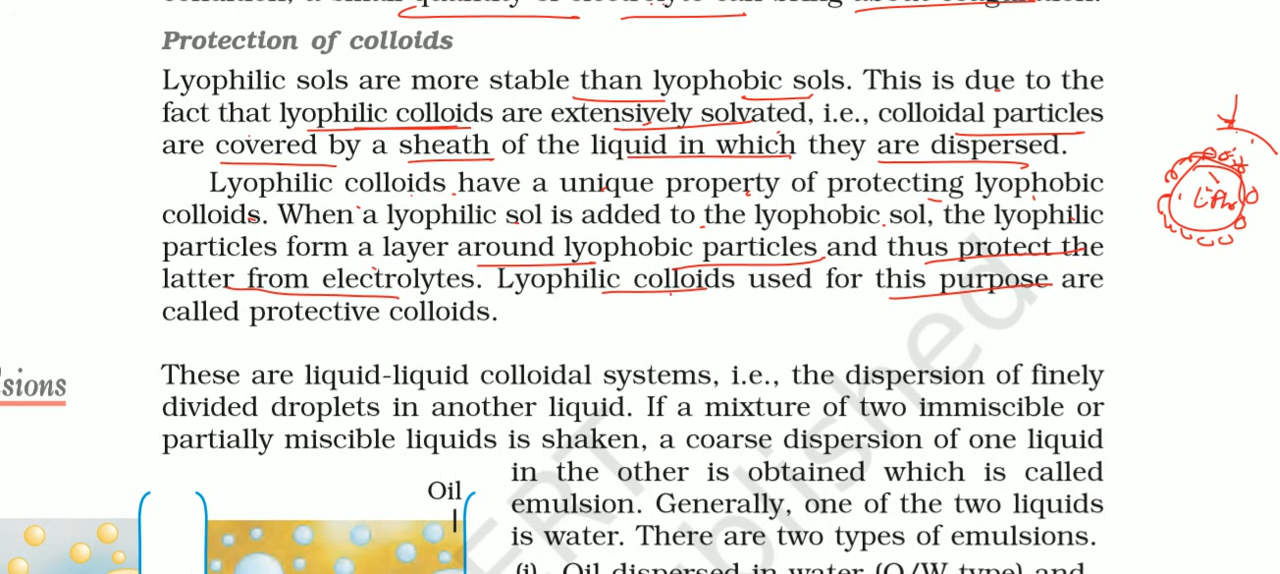 Protection of colloids
Lyophilic sols are more stable than lyophobic sols. This is due to the
fact that lyophilic colloids are extensively solvated, i.e., colloidal particles
are covered by a sheath of the liquid in which they are dispersed.
Lyophilic colloids have a unique property of protecting lyophobic
colloids. When a lyophilic sol is added to the lyophobic sol, the lyophilic
particles form a layer around lyophobic particles and thus protect the
latter from electrolytes. Lyophilic colloids used for this purpose are
called protective colloids.
sions
These are liquid-liquid colloidal systems, i.e., the dispersion of finely
divided droplets in another liquid. If a mixture of two immiscible or
partially miscible liquids is shaken, a coarse dispersion of one liquid
in the other is obtained which is called
emulsion. Generally, one of the two liquids
is water. There are two types of emulsions.
(i) Oil dispersed in water (O/W type) and
Oil